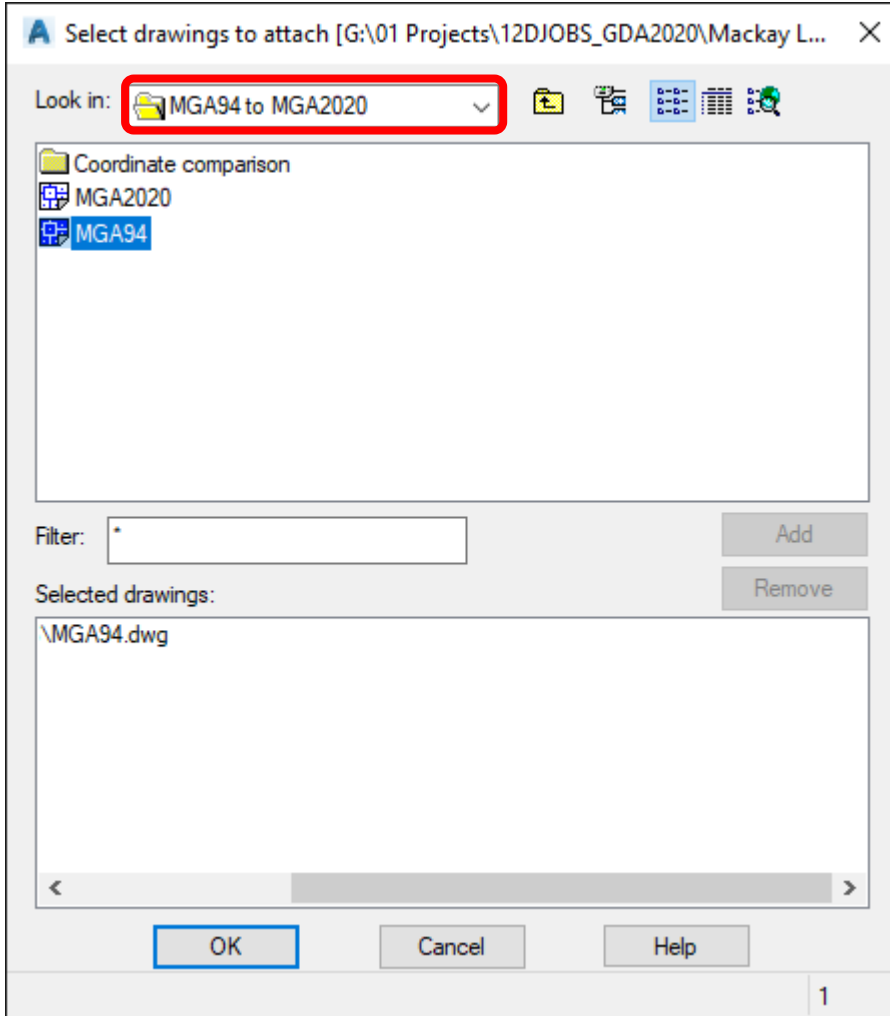 Select drawings to attach [G:\01 Projects\12DJOBS_GDA2020\Mackay L...
Look in: MGA94 to MGA2020
Coordinate comparison
MGA2020
MGA94
Filter: *
Add
Remove
Selected drawings:
\MGA94.dwg
OK Cancel Help
1